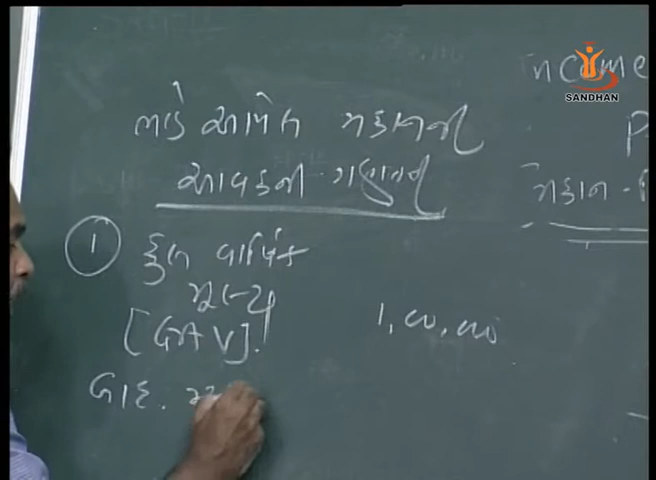 ભાડે આપેલ મકાનની
આવકની ગણતરી
1 કુલ વાર્ષિક
મૂલ્ય
[GAV].
1,00,000
બાદ.
income
P
મકાન -
SANDHAN